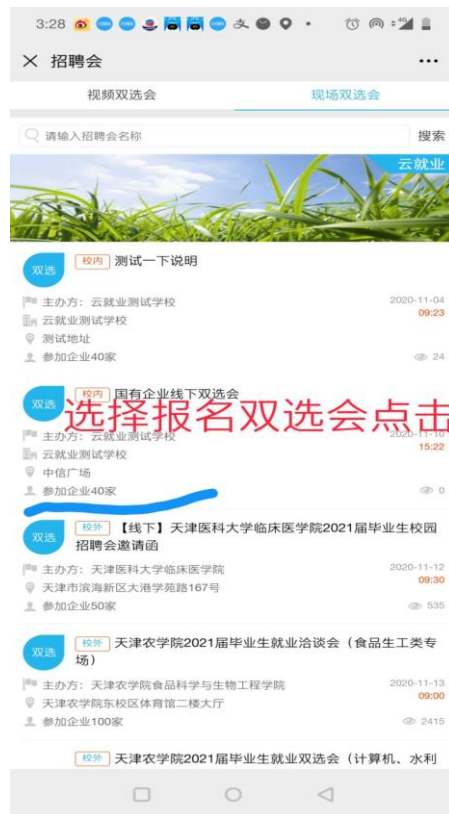 3:28
招聘会
视频双选会
现场双选会
请输入招聘会名称
搜索
云就业
双选
校内 测试一下说明
主办方：云就业测试学校
2020-11-04
云就业测试学校
09:23
测试地址
参加企业40家
24
双选
校内 国有企业线下双选会
选择报名双选会点击
主办方：云就业测试学校
2020-11-10
云就业测试学校
15:22
中信广场
参加企业40家
0
双选
校外 【线下】天津医科大学临床医学院2021届毕业生校园
招聘会邀请函
主办方：天津医科大学临床医学院
2020-11-12
天津市滨海新区大港学苑路167号
09:30
参加企业50家
535
双选
校外 天津农学院2021届毕业生就业洽谈会（食品生工类专
场）
主办方：天津农学院食品科学与生物工程学院
2020-11-13
天津农学院东校区体育馆二楼大厅
09:00
参加企业100家
2415
校外 天津农学院2021届毕业生就业双选会（计算机、水利